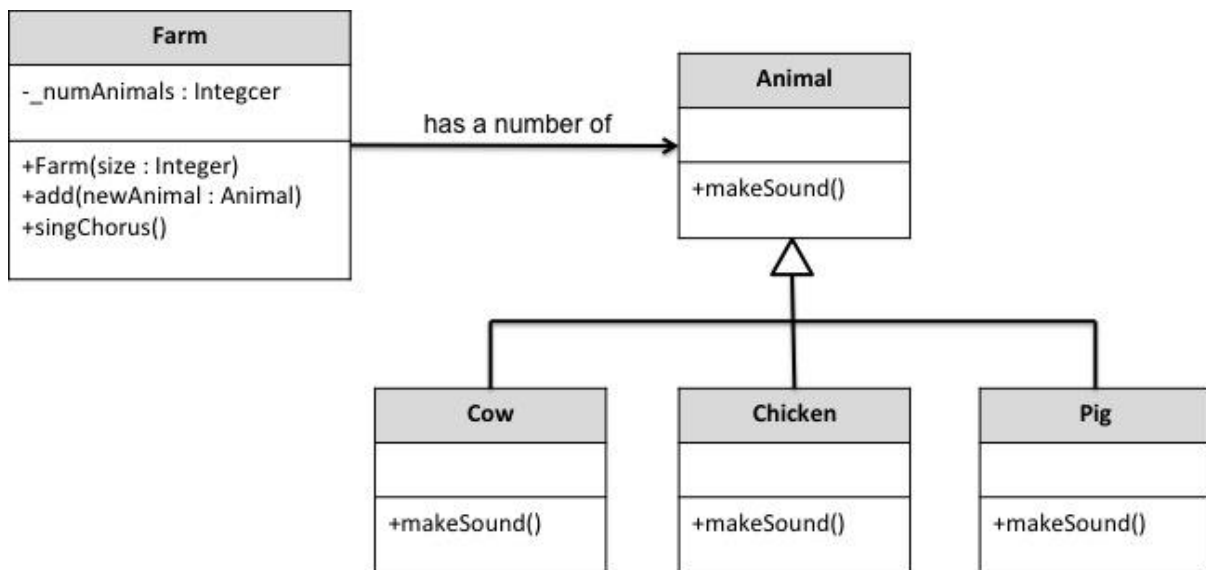 Farm
-_numAnimals : Integcer
+Farm(size : Integer)
+add(newAnimal : Animal)
+singChorus()
has a number of
Animal
+makeSound()
Cow
+makeSound()
Chicken
+makeSound()
Pig
+makeSound()